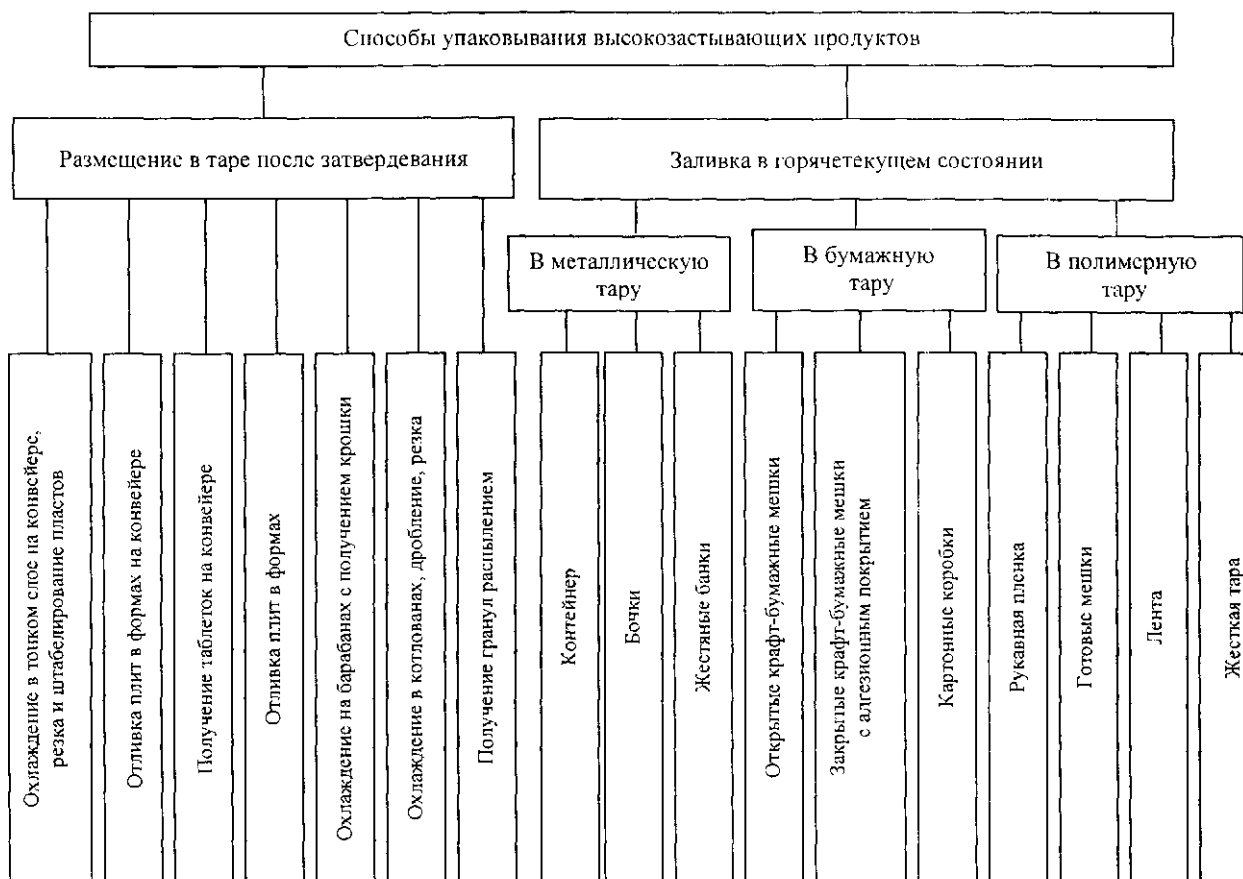 Способы упаковывания высокозастывающих продуктов
Размещение в таре после затвердевания
Заливка в горячетекущем состоянии
В металлическую
тару
В бумажную
тару
В полимерную
тару
Охлаждение в тонком слое на конвейере,
резка и штабелирование пластов
Отливка плит в формах на конвейере
Получение таблеток на конвейере
Отливка плит в формах
Охлаждение на барабанах с получением крошки
Охлаждение в котлованах, дробление, резка
Получение гранул распылением
Контейнер
Бочки
Жестяные банки
Открытые крафт-бумажные мешки
Закрытые крафт-бумажные мешки
с алгезионным покрытием
Картонные коробки
Рукавная пленка
Готовые мешки
Лента
Жесткая тара